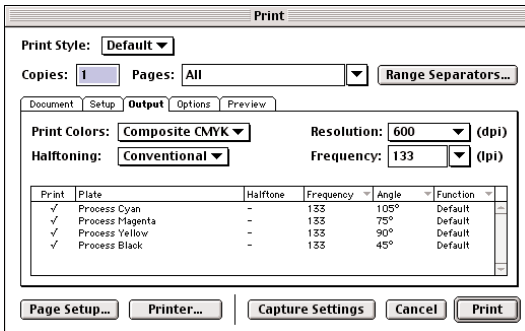 Print
Print Style: Default
Copies: 1 Pages: All Range Separators...
Document Setup Output Options Preview
Print Colors: Composite CMYK Resolution: 600 (dpi)
Halftoning: Conventional Frequency: 133 (lpi)
Print Plate Halftone Frequency Angle Function
√ Process Cyan - 133 105° Default
√ Process Magenta - 133 75° Default
√ Process Yellow - 133 90° Default
√ Process Black - 133 45° Default
Page Setup... Printer... Capture Settings Cancel Print